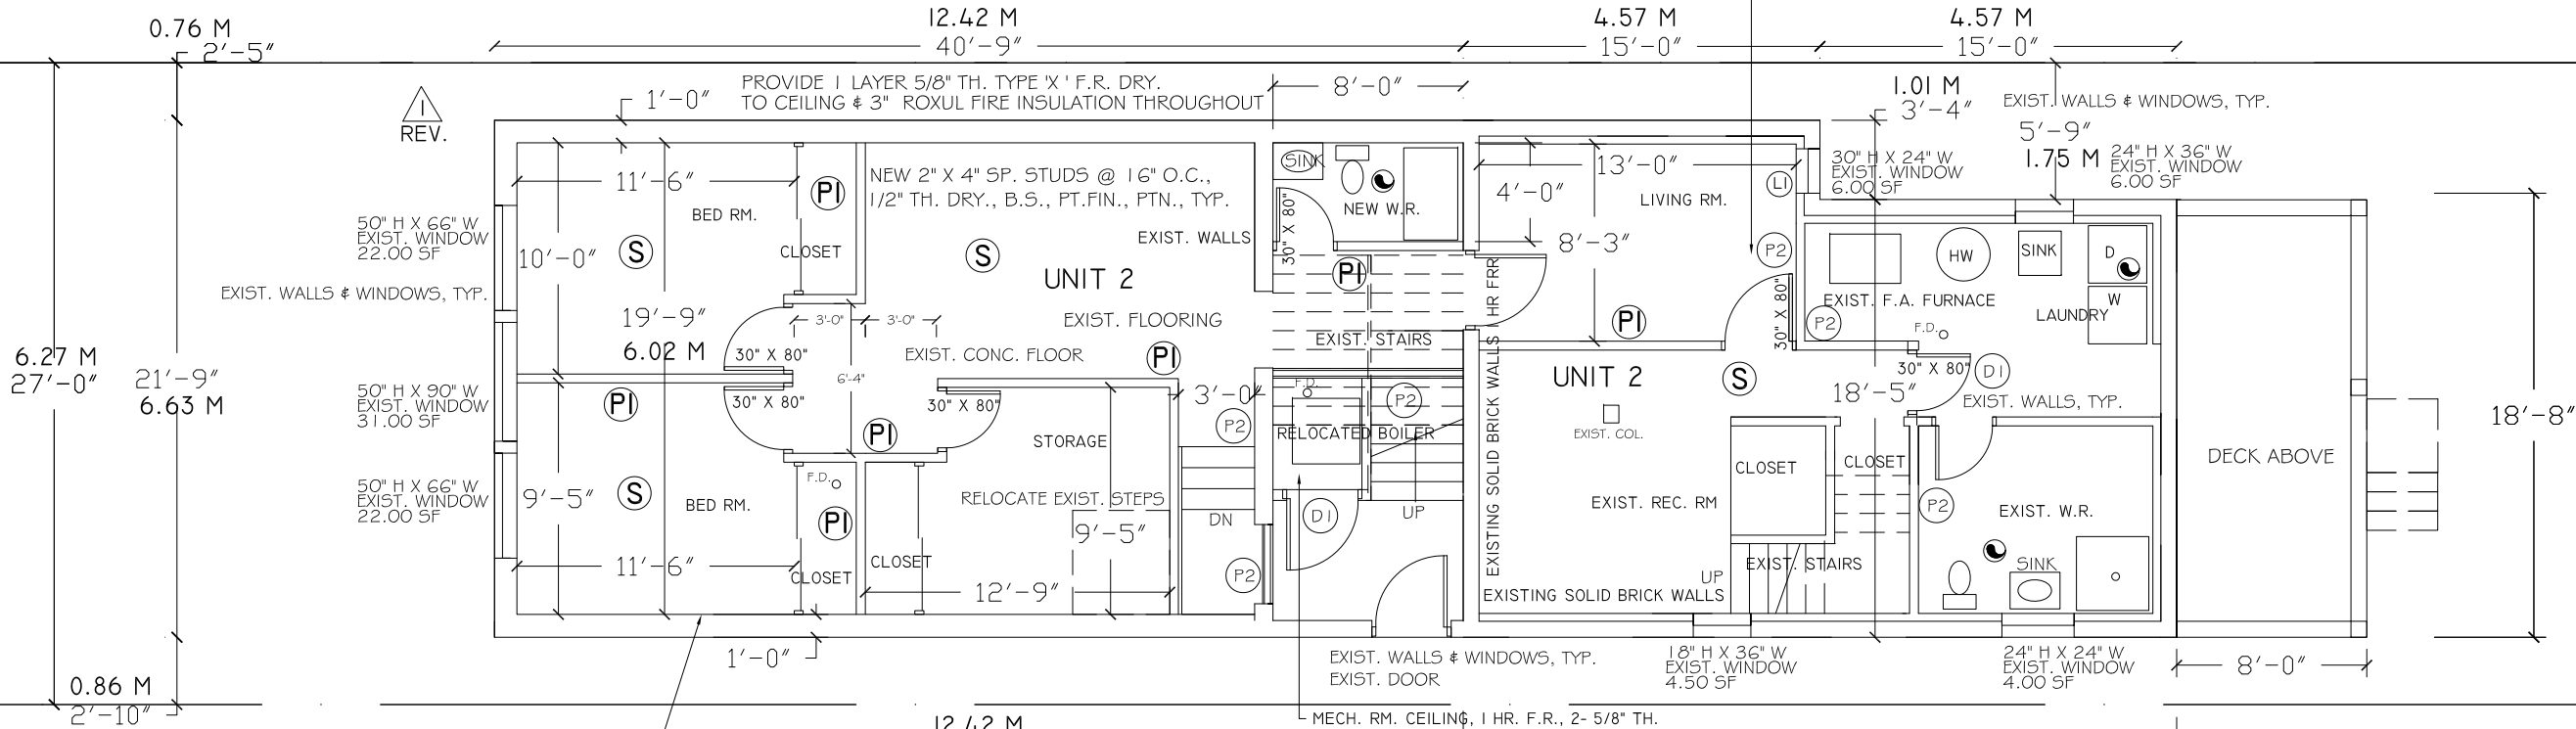 0.76 M
2'-5"
12.42 M
40'-9"
4.57 M
15'-0"
4.57 M
15'-0"
PROVIDE 1 LAYER 5/8" TH. TYPE 'X ' F.R. DRY.
TO CEILING & 3" ROXUL FIRE INSULATION THROUGHOUT
8'-0"
1'-0"
1
REV.
1.01 M
3'-4"
EXIST. WALLS & WINDOWS, TYP.
5'-9"
1.75 M
30" H X 24" W
EXIST. WINDOW
6.00 SF
24" H X 36" W
EXIST. WINDOW
6.00 SF
11'-6"
BED RM.
PI
CLOSET
S
10'-0"
NEW 2" X 4" SP. STUDS @ 16" O.C.,
1/2" TH. DRY., B.S., PT.FIN., PTN., TYP.
EXIST. WALLS
S
UNIT 2
EXIST. FLOORING
EXIST. CONC. FLOOR
PI
SINK
NEW W.R.
30" X 80"
4'-0"
13'-0"
LIVING RM.
L1
8'-3"
P2
PI
PI
EXIST. STAIRS
EXISTING SOLID BRICK WALLS HR FRR
30" X 80"
SINK
HW
D
W
EXIST. F.A. FURNACE
LAUNDRY
F.D.
P2
50" H X 66" W
EXIST. WINDOW
22.00 SF
EXIST. WALLS & WINDOWS, TYP.
19'-9"
6.02 M
3'-0"
3'-0"
30" X 80"
6'-4"
30" X 80"
30" X 80"
6.27 M
27'-0"
21'-9"
6.63 M
50" H X 90" W
EXIST. WINDOW
31.00 SF
PI
PI
STORAGE
3'-0"
P2
F.D.
P2
RELOCATED BOILER
UNIT 2
S
EXIST. COL.
18'-5"
30" X 80"
D1
EXIST. WALLS, TYP.
18'-8"
DECK ABOVE
50" H X 66" W
EXIST. WINDOW
22.00 SF
9'-5"
S
BED RM.
F.D.
PI
CLOSET
CLOSET
RELOCATE EXIST. STEPS
9'-5"
DN
D1
UP
P2
EXIST. REC. RM
CLOSET
CLOSET
P2
EXIST. W.R.
SINK
UP
EXIST. STAIRS
EXISTING SOLID BRICK WALLS
11'-6"
12'-9"
1'-0"
EXIST. WALLS & WINDOWS, TYP.
EXIST. DOOR
18" H X 36" W
EXIST. WINDOW
4.50 SF
24" H X 24" W
EXIST. WINDOW
4.00 SF
8'-0"
0.86 M
2'-10"
12.42 M
MECH. RM. CEILING, 1 HR. F.R., 2- 5/8" TH.